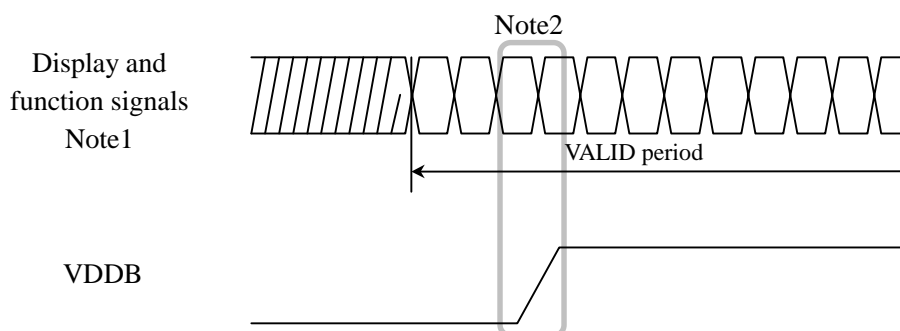 Note2
Display and
function signals
Note1
VALID period
VDDB